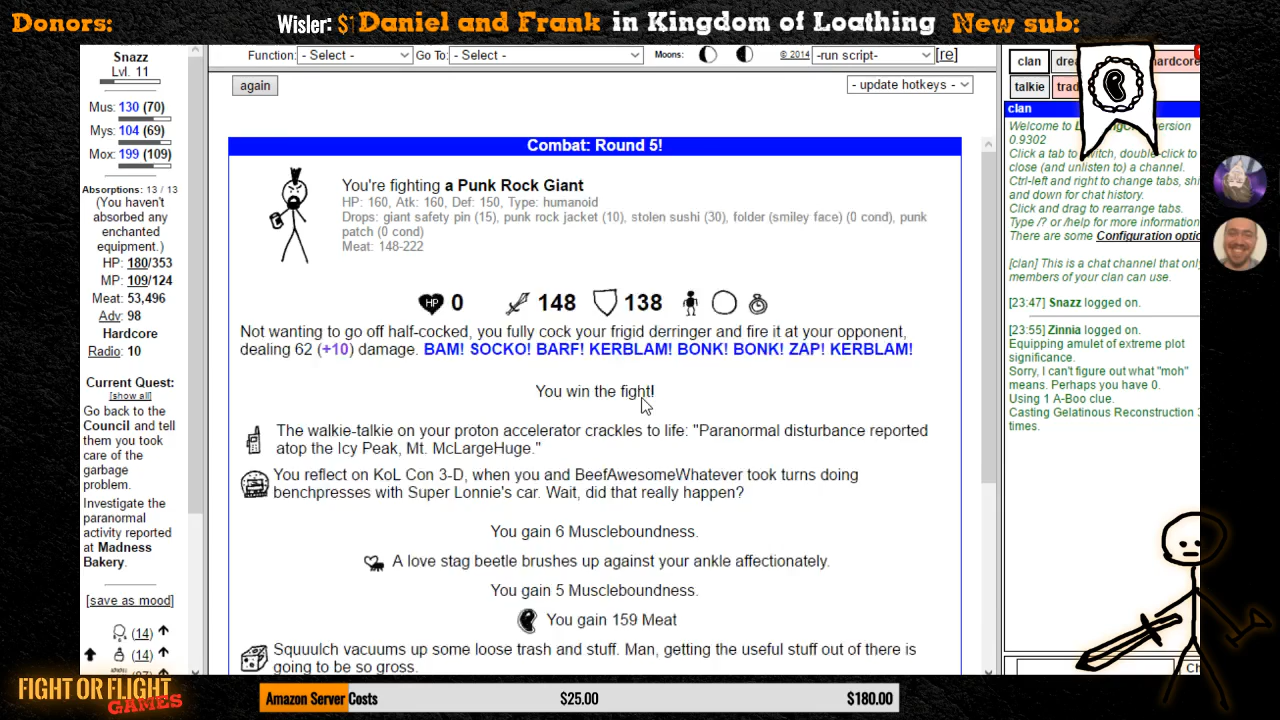 Donors:
Wisler: $1
Daniel and Frank in Kingdom of Loathing
New sub:
Snazz
Lvl. 11
Mus: 130 (70)
Mys: 104 (69)
Mox: 199 (109)
Absorptions: 13 / 13
(You haven't
absorbed any
enchanted
equipment.)
HP: 180/353
MP: 109/124
Meat: 53,496
Adv: 98
Hardcore
Radio: 10
Current Quest:
[show all]
Go back to the
Council and tell
them you took
care of the
garbage
problem.
Investigate the
paranormal
activity reported
at Madness
Bakery.
[save as mood]
(14)
(14)
Function: - Select -
Go To: - Select -
Moons:
© 2014
-run script-
[re]
again
- update hotkeys -
Combat: Round 5!
You're fighting a Punk Rock Giant
HP: 160, Atk: 160, Def: 150, Type: humanoid
Drops: giant safety pin (15), punk rock jacket (10), stolen sushi (30), folder (smiley face) (0 cond), punk
patch (0 cond)
Meat: 148-222
HP 0 148 138
Not wanting to go off half-cocked, you fully cock your frigid derringer and fire it at your opponent,
dealing 62 (+10) damage. BAM! SOCKO! BARF! KERBLAM! BONK! BONK! ZAP! KERBLAM!
You win the fight!
The walkie-talkie on your proton accelerator crackles to life: "Paranormal disturbance reported
atop the Icy Peak, Mt. McLargeHuge."
You reflect on KoL Con 3-D, when you and BeefAwesomeWhatever took turns doing
benchpresses with Super Lonnie's car. Wait, did that really happen?
You gain 6 Muscleboundness.
A love stag beetle brushes up against your ankle affectionately.
You gain 5 Muscleboundness.
You gain 159 Meat
Squuulch vacuums up some loose trash and stuff. Man, getting the useful stuff out of there is
going to be so gross.
clan
hardcore
talkie
clan
Welcome to
version
0.9302
Click a tab to
witch, double-click to
close (and unlisten to) a channel.
Ctrl-left and right to change tabs, shi
and down for chat history.
Click and drag to rearrange tabs.
Type /? or /help for more information
There are some Configuration optio
[clan] This is a chat channel that only
members of your clan can use.
[23:47] Snazz logged on.
[23:55] Zinnia logged on.
Equipping amulet of extreme plot
significance.
Sorry, I can't figure out what "moh"
means. Perhaps you have 0.
Using 1 A-Boo clue.
Casting Gelatinous Reconstruction 3
times.
Ch
FIGHT OR FLIGHT
GAMES
Amazon Server Costs
$25.00
$180.00